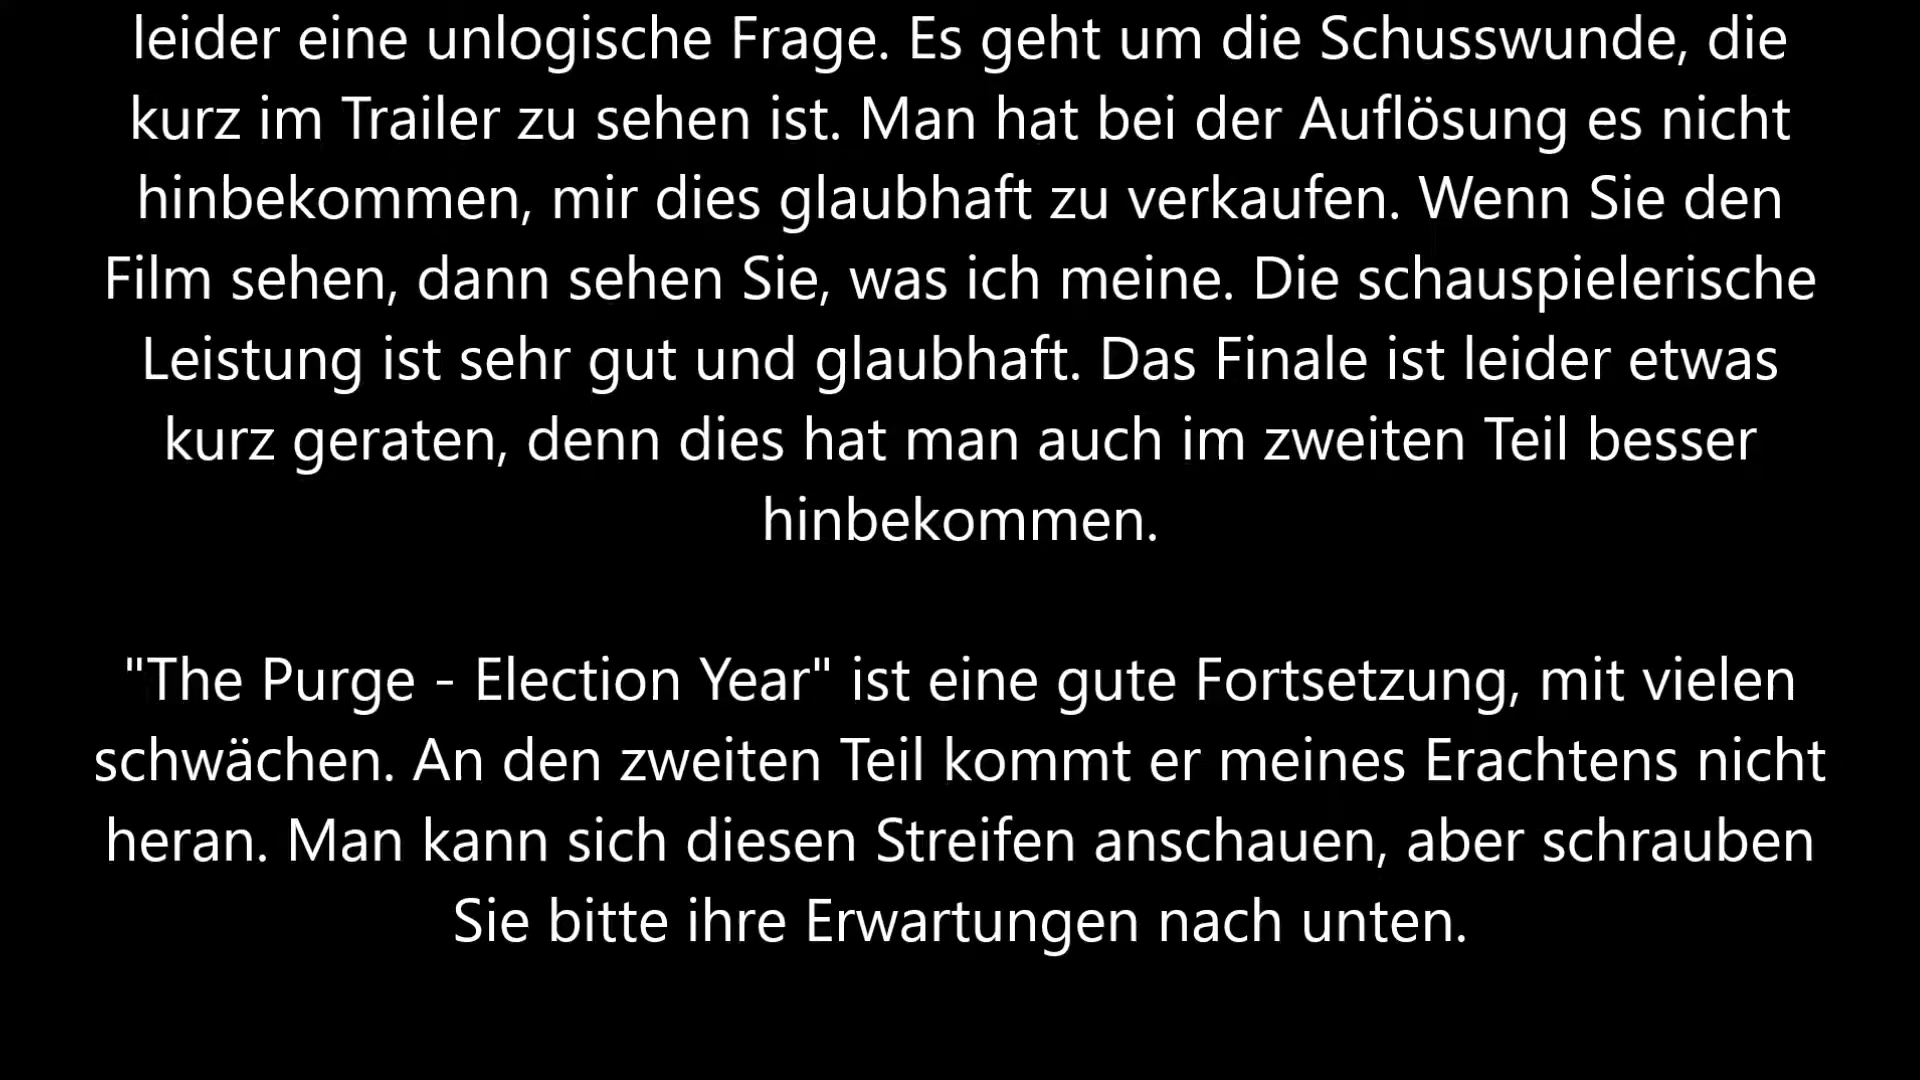 leider eine unlogische Frage. Es geht um die Schusswunde, die
kurz im Trailer zu sehen ist. Man hat bei der Auflösung es nicht
hinbekommen, mir dies glaubhaft zu verkaufen. Wenn Sie den
Film sehen, dann sehen Sie, was ich meine. Die schauspielerische
Leistung ist sehr gut und glaubhaft. Das Finale ist leider etwas
kurz geraten, denn dies hat man auch im zweiten Teil besser
hinbekommen.
"The Purge - Election Year" ist eine gute Fortsetzung, mit vielen
schwächen. An den zweiten Teil kommt er meines Erachtens nicht
heran. Man kann sich diesen Streifen anschauen, aber schrauben
Sie bitte ihre Erwartungen nach unten.